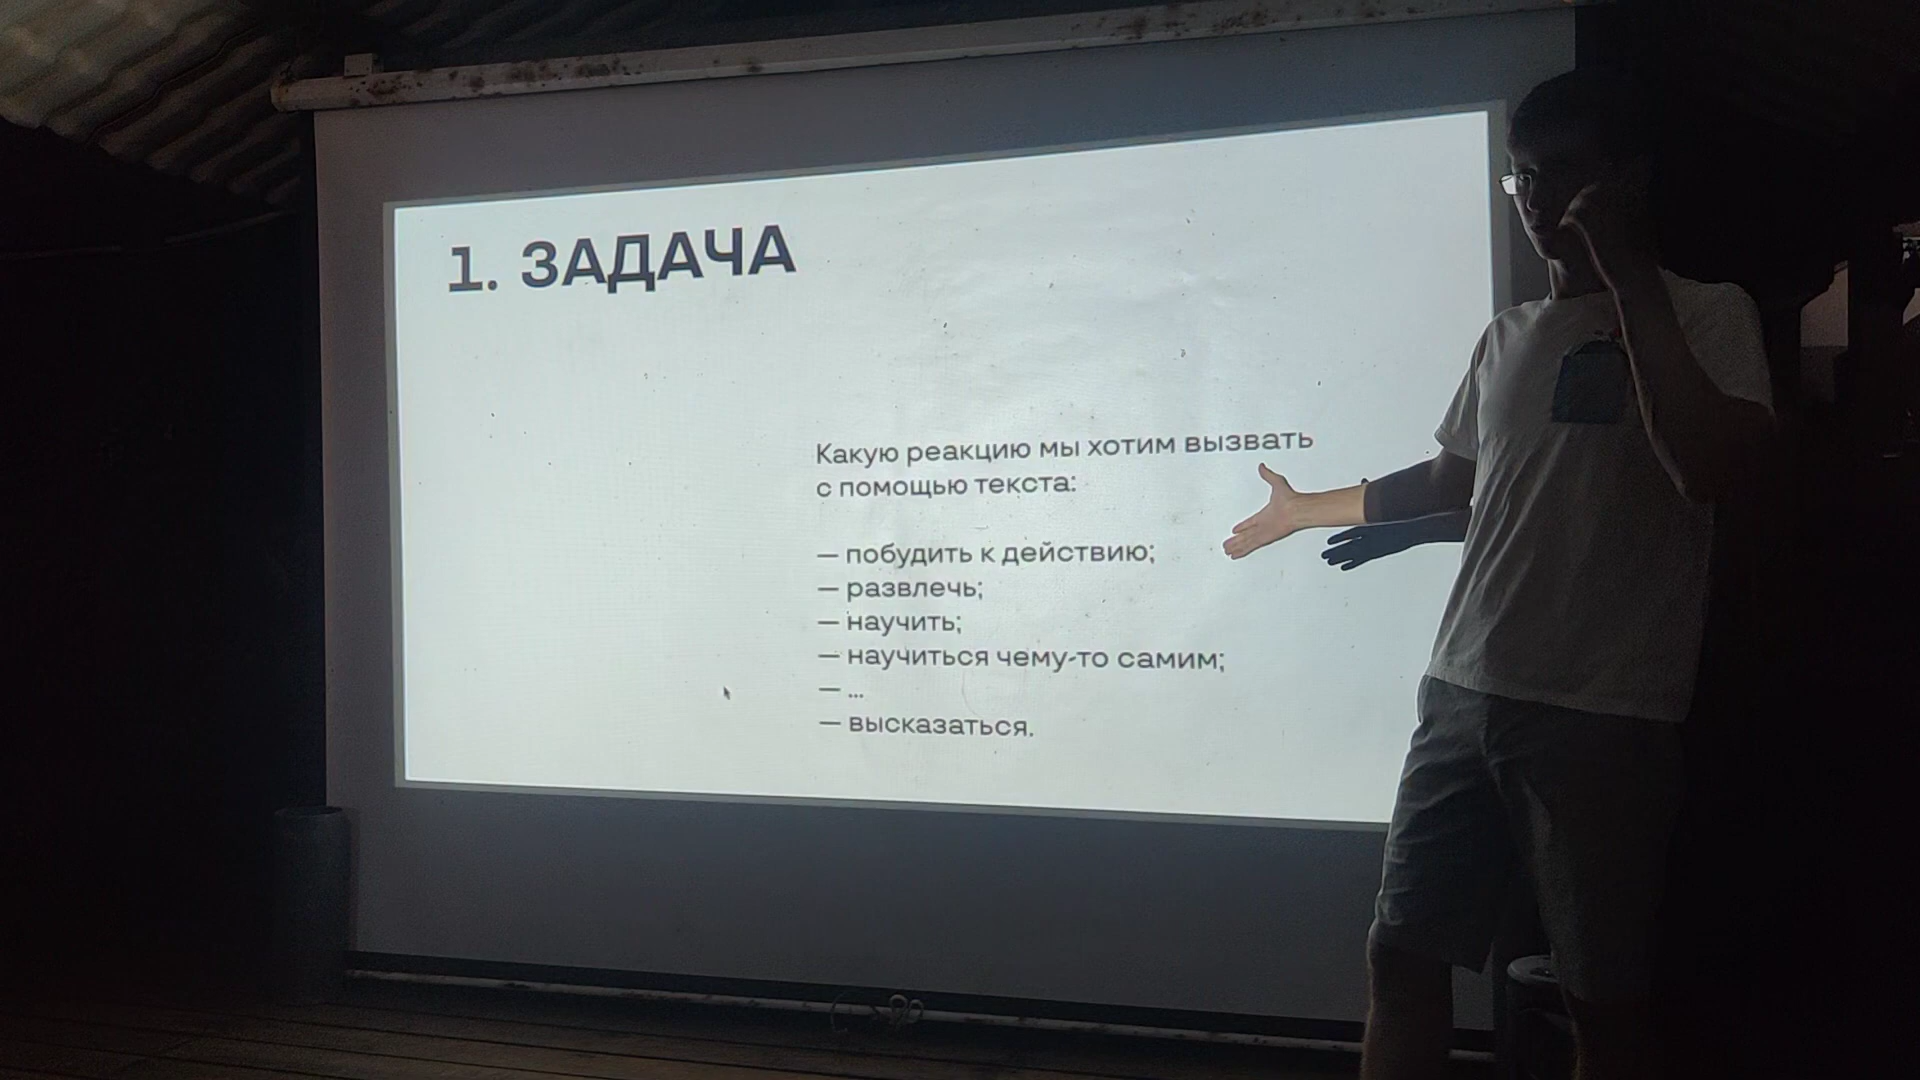 1. ЗАДАЧА
Какую реакцию мы хотим вызвать
с помощью текста:
— побудить к действию;
— развлечь;
— научить;
— научиться чему-то самим;
— ...
— высказаться.